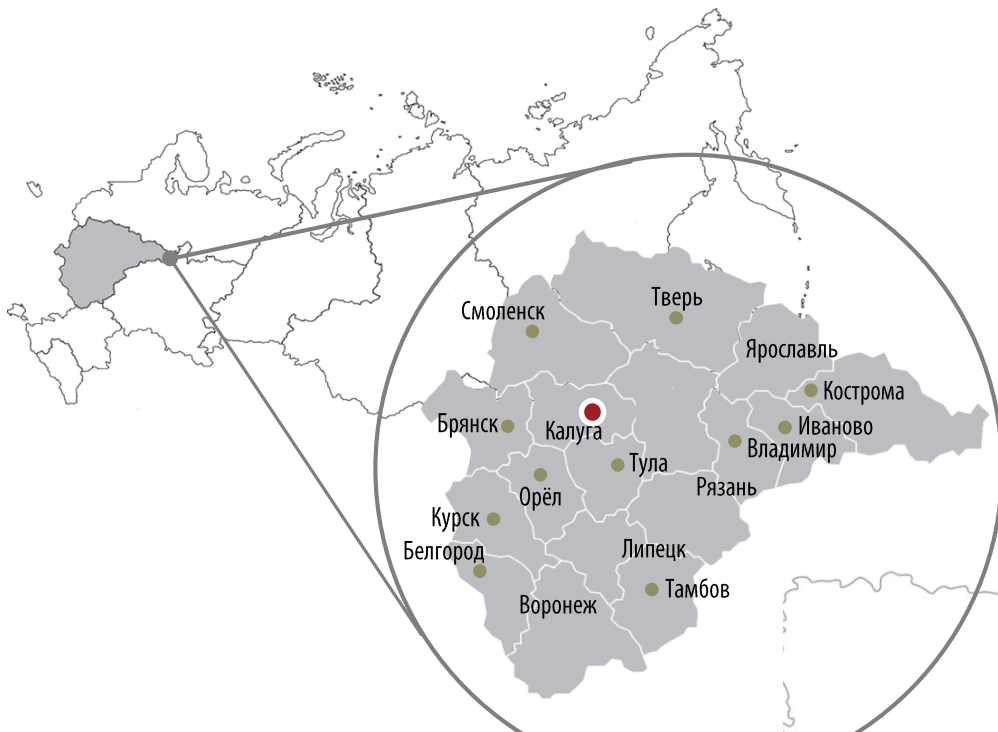 Тверь
Смоленск
Ярославль
Кострома
Брянск
Калуга
Иваново
Владимир
Тула
Рязань
Орёл
Курск
Белгород
Липецк
Тамбов
Воронеж